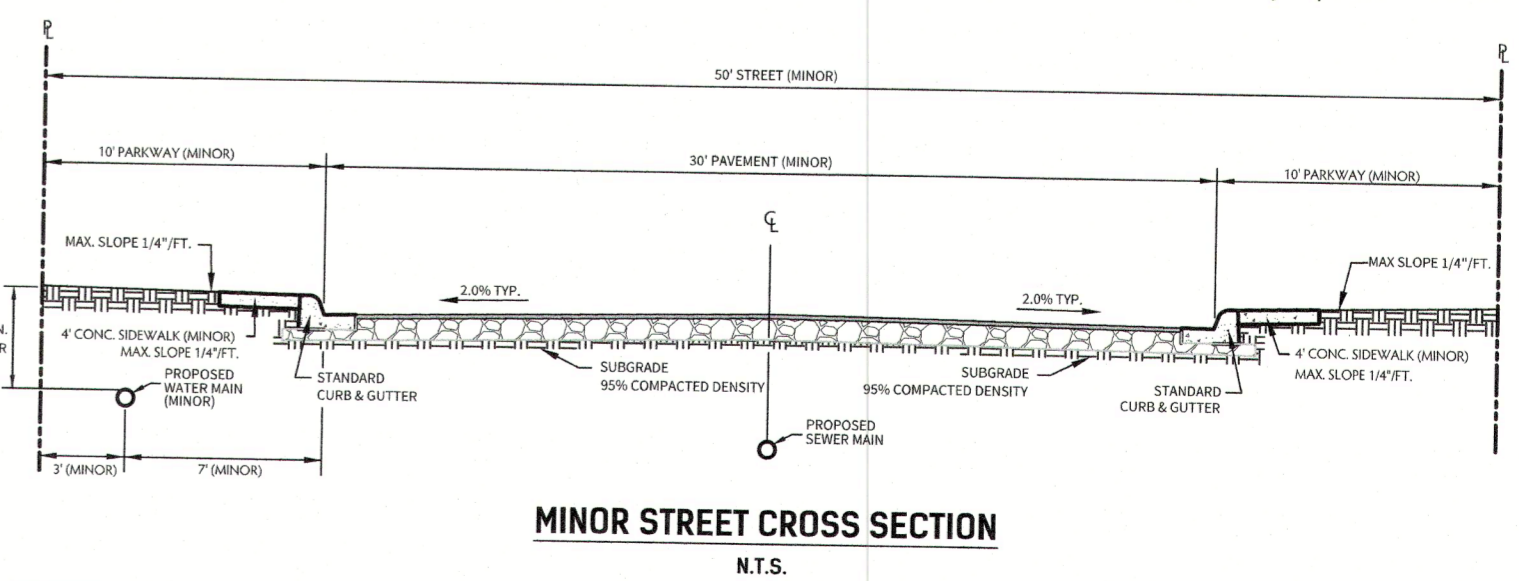 ℄
℄
50' STREET (MINOR)
10' PARKWAY (MINOR)
30' PAVEMENT (MINOR)
10' PARKWAY (MINOR)
℄
MAX. SLOPE 1/4"/FT.
MAX SLOPE 1/4"/FT.
2.0% TYP.
2.0% TYP.
4' CONC. SIDEWALK (MINOR)
MAX. SLOPE 1/4"/FT.
4' CONC. SIDEWALK (MINOR)
MAX. SLOPE 1/4"/FT.
PROPOSED
WATER MAIN
(MINOR)
STANDARD
CURB & GUTTER
SUBGRADE
95% COMPACTED DENSITY
SUBGRADE
95% COMPACTED DENSITY
STANDARD
CURB & GUTTER
PROPOSED
SEWER MAIN
3' (MINOR)
7' (MINOR)
MINOR STREET CROSS SECTION
N.T.S.